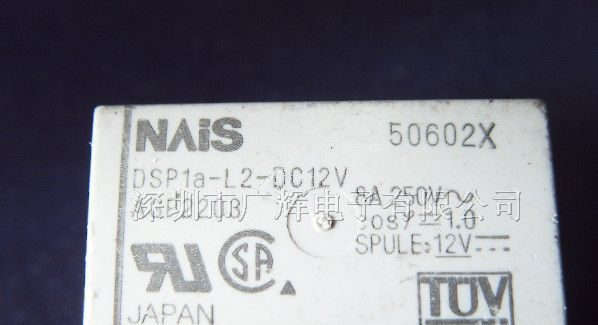 NAiS
50602X
DSP1a-L2-DC12V
8A 250V~
深圳市广辉电子有限公司
SPULE:12V
JAPAN
TÜV